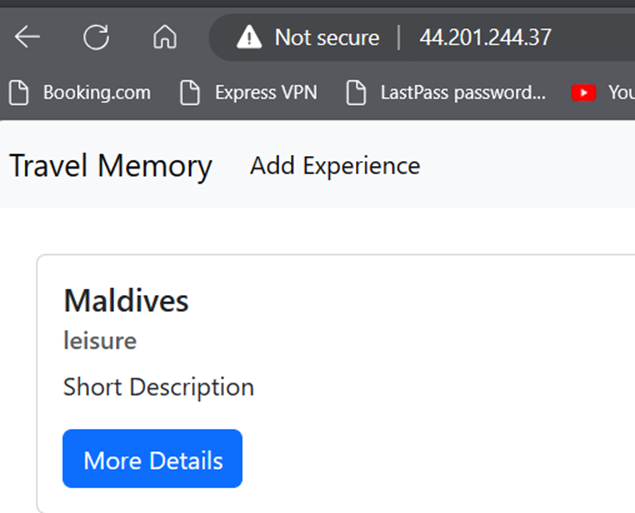 Not secure | 44.201.244.37
Booking.com Express VPN LastPass password... You
Travel Memory Add Experience
Maldives
leisure
Short Description
More Details